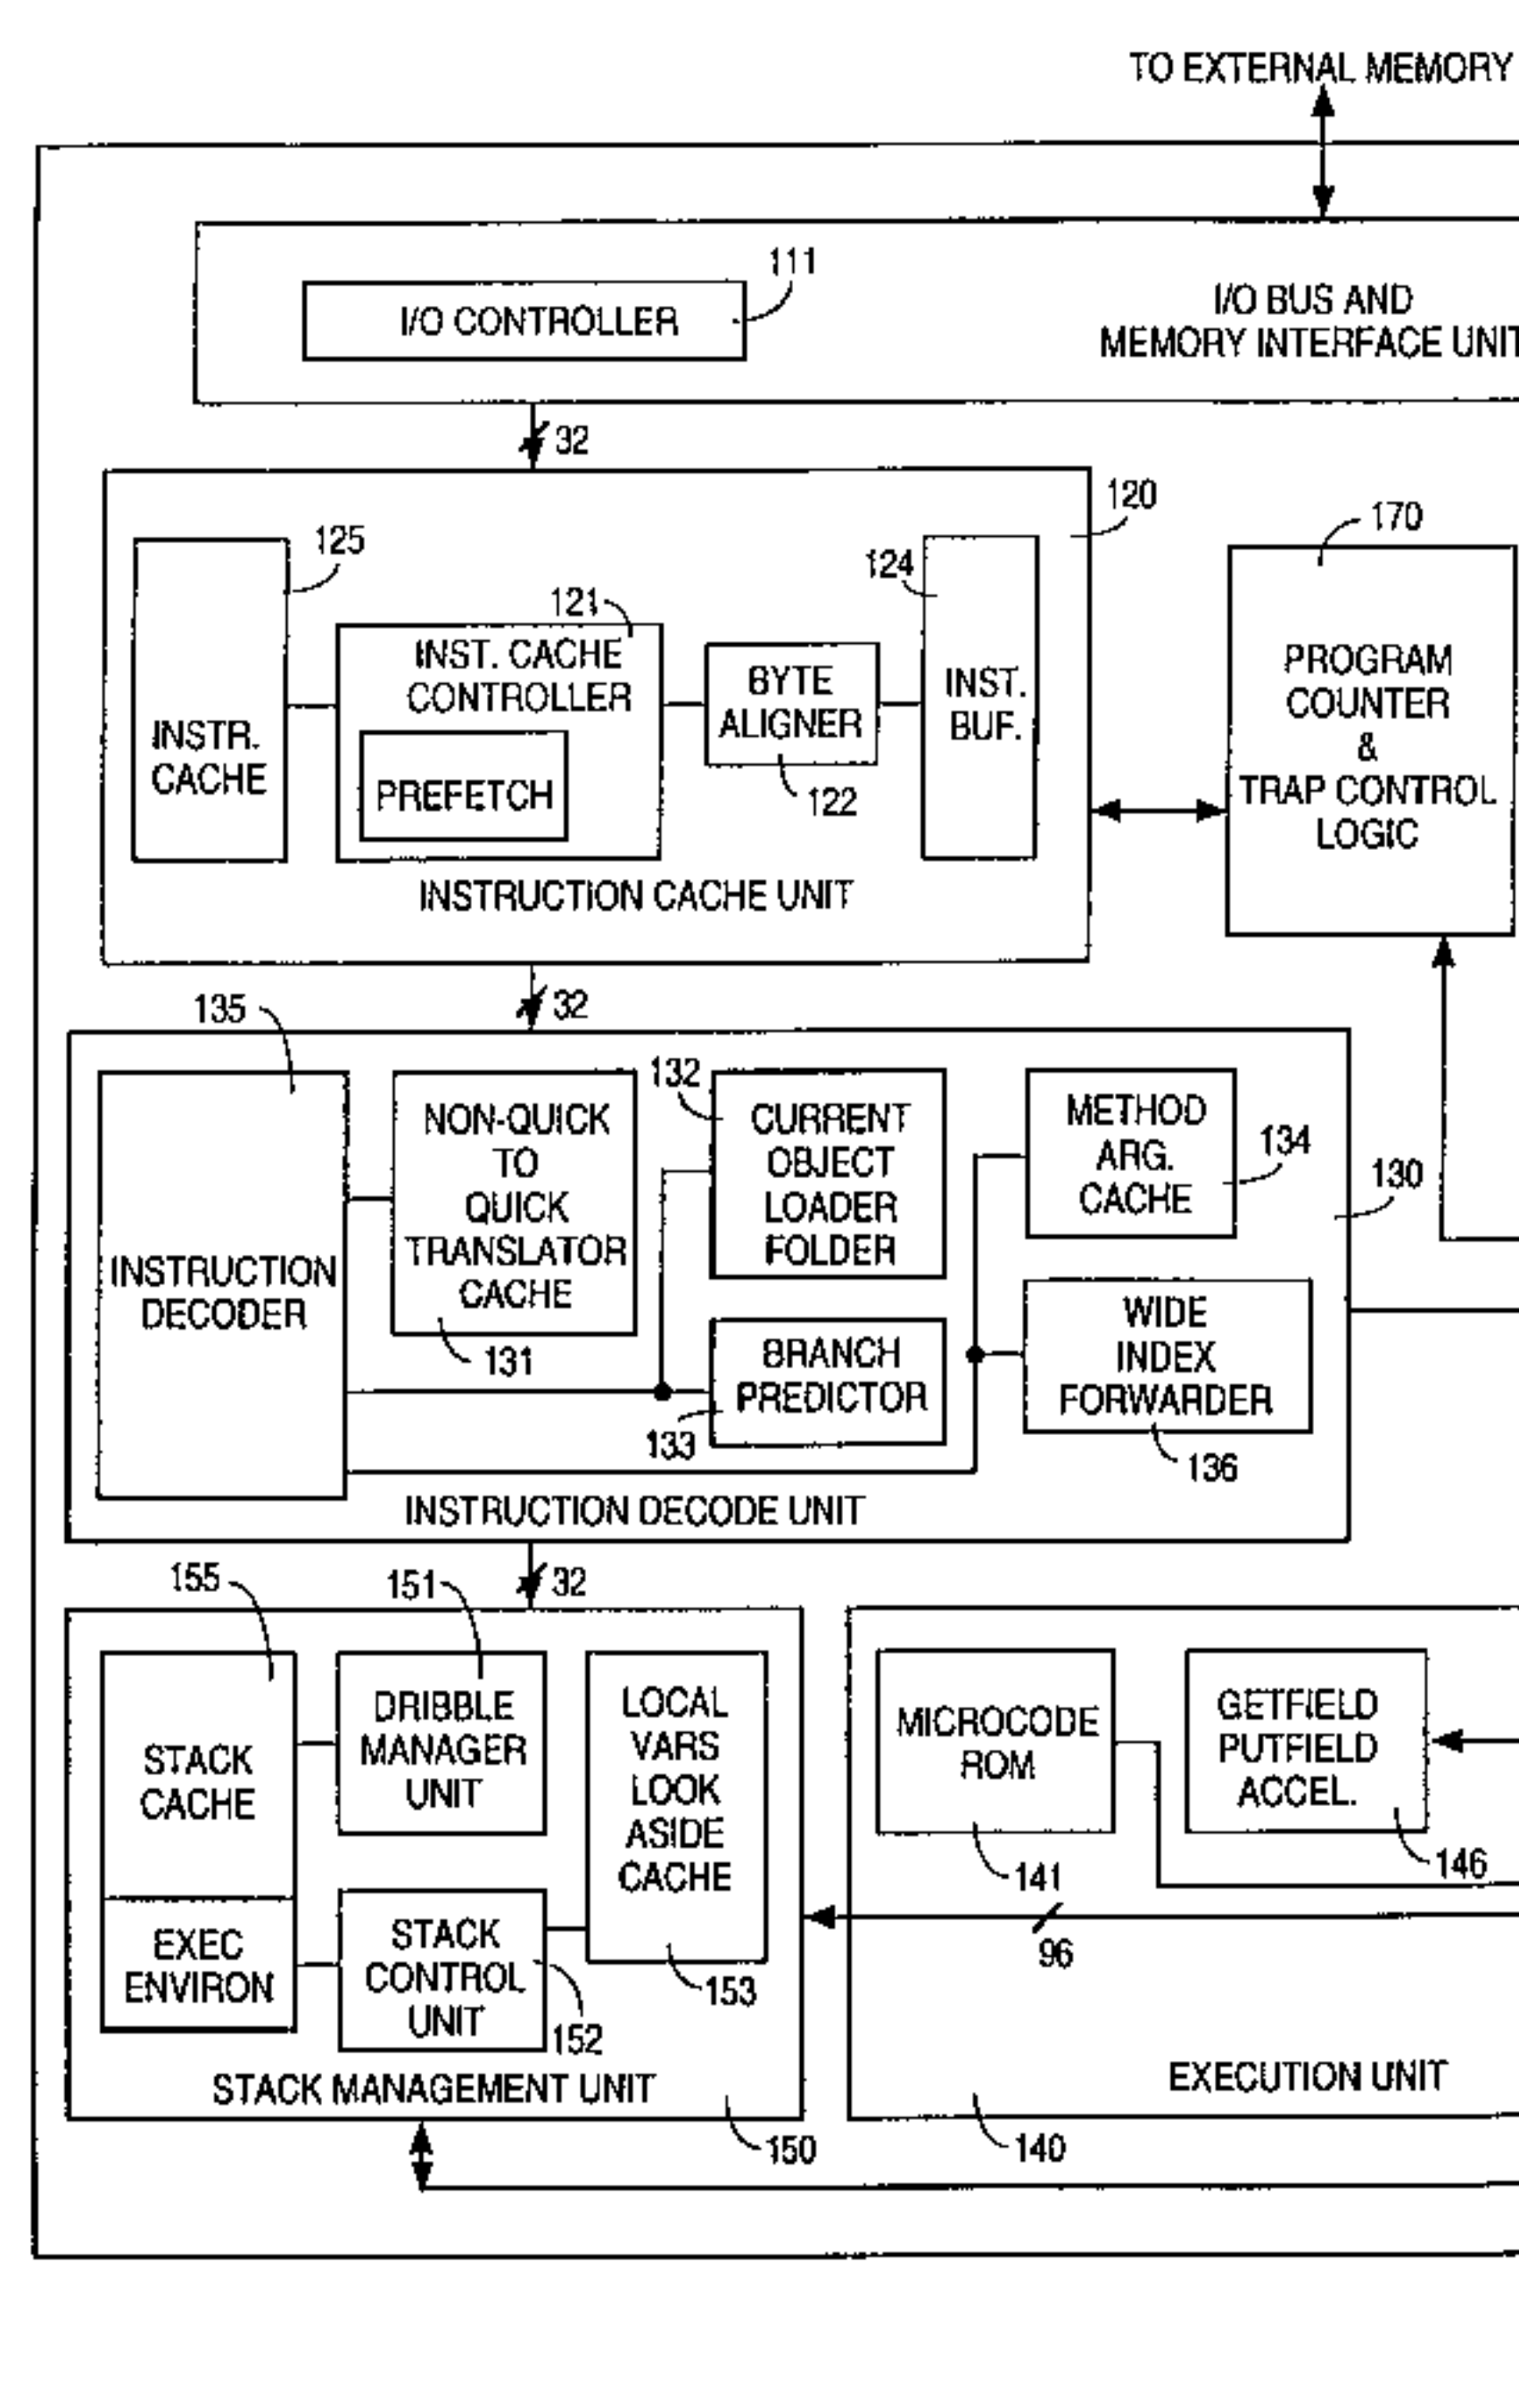 TO EXTERNAL MEMORY
111
I/O CONTROLLER
I/O BUS AND
MEMORY INTERFACE UNIT
32
120
125
124
170
121
INST. CACHE
CONTROLLER
PREFETCH
INSTR.
CACHE
BYTE
ALIGNER
122
INST.
BUF.
PROGRAM
COUNTER
&
TRAP CONTROL
LOGIC
INSTRUCTION CACHE UNIT
32
135
INSTRUCTION
DECODER
NON-QUICK
TO
QUICK
TRANSLATOR
CACHE
131
132
CURRENT
OBJECT
LOADER
FOLDER
METHOD
ARG.
CACHE
134
130
BRANCH
PREDICTOR
133
WIDE
INDEX
FORWARDER
136
INSTRUCTION DECODE UNIT
32
155
151
STACK
CACHE
DRIBBLE
MANAGER
UNIT
LOCAL
VARS
LOOK
ASIDE
CACHE
153
EXEC
ENVIRON
STACK
CONTROL
UNIT
152
STACK MANAGEMENT UNIT
150
MICROCODE
ROM
141
GETFIELD
PUTFIELD
ACCEL.
146
96
EXECUTION UNIT
140